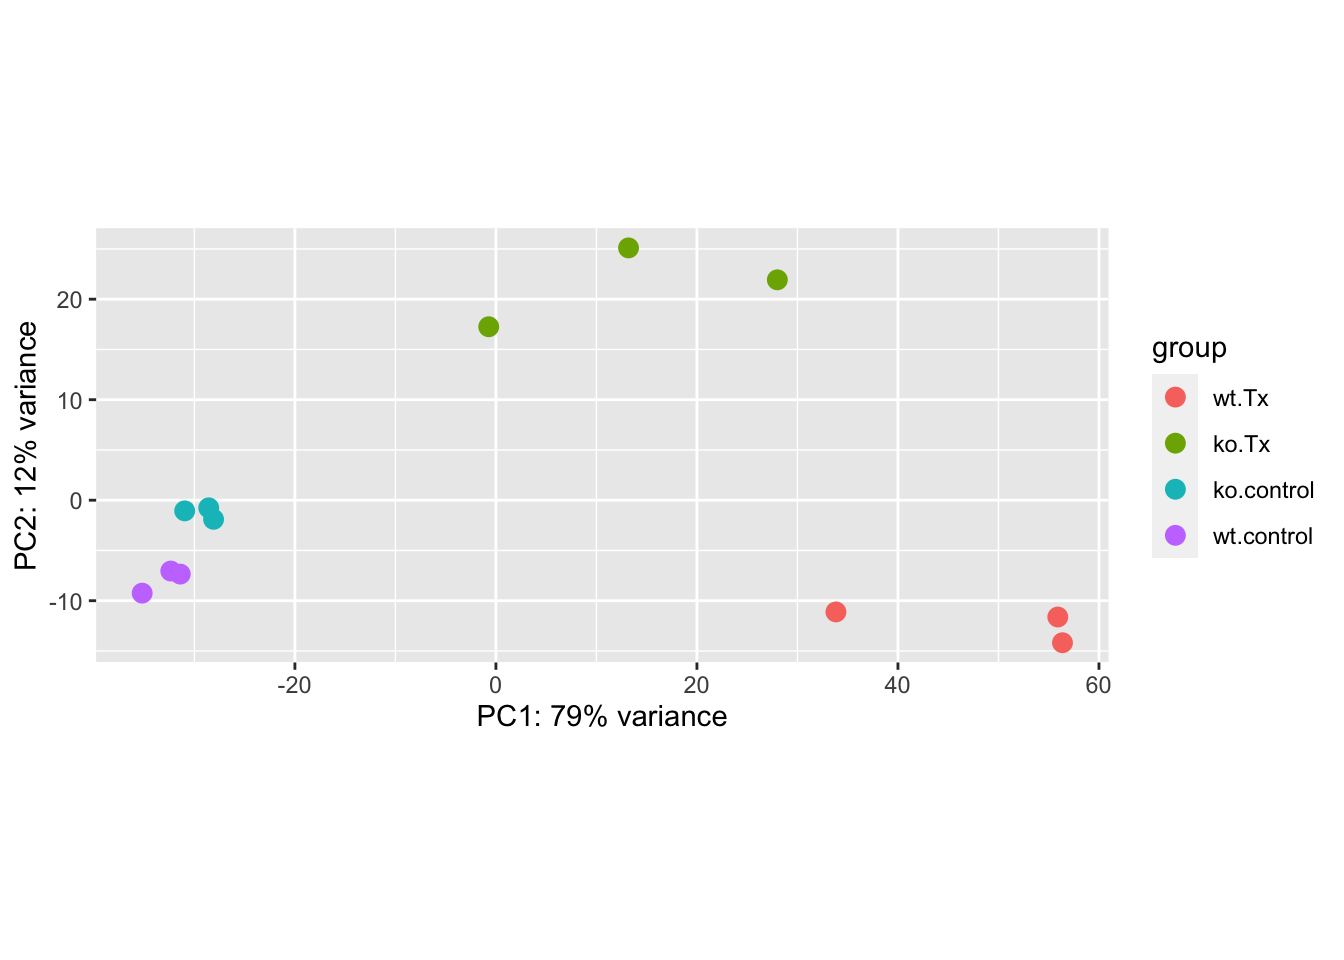 20
10
0
-10
PC2: 12% variance
-20
0
20
40
60
PC1: 79% variance
group
wt.Tx
ko.Tx
ko.control
wt.control